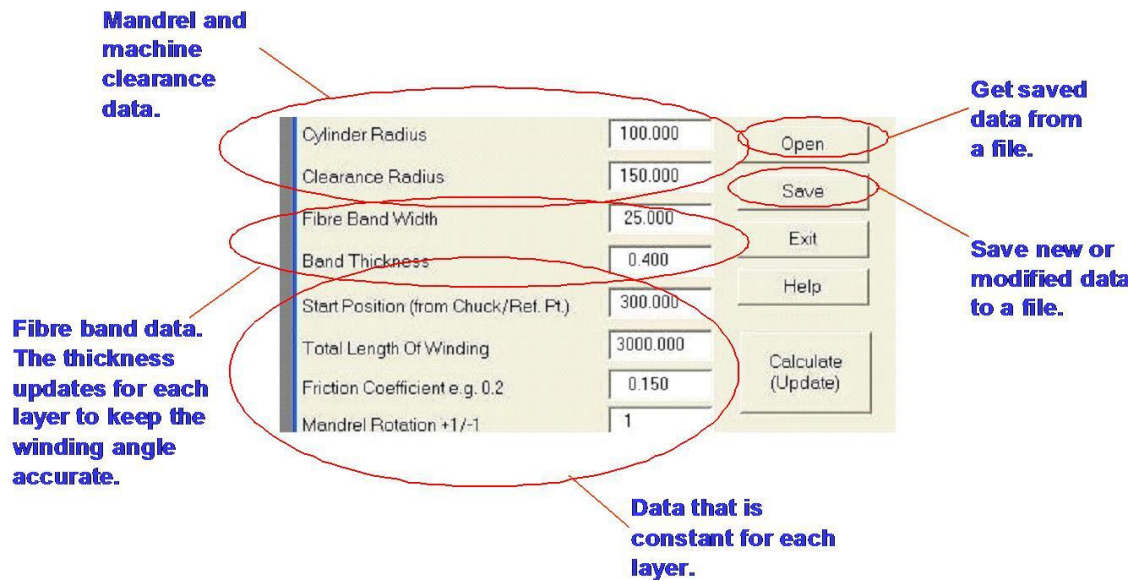 Mandrel and
machine
clearance
data.
Get saved
data from
a file.
Cylinder Radius 100.000 Open
Clearance Radius 150.000 Save
Fibre Band Width 25.000 Exit
Band Thickness 0.400
Start Position (from Chuck/Ref. Pt.) 300.000 Help
Total Length Of Winding 3000.000
Friction Coefficient e.g. 0.2 0.150
Mandrel Rotation +1/-1 1
Calculate
(Update)
Save new or
modified data
to a file.
Fibre band data.
The thickness
updates for each
layer to keep the
winding angle
accurate.
Data that is
constant for each
layer.